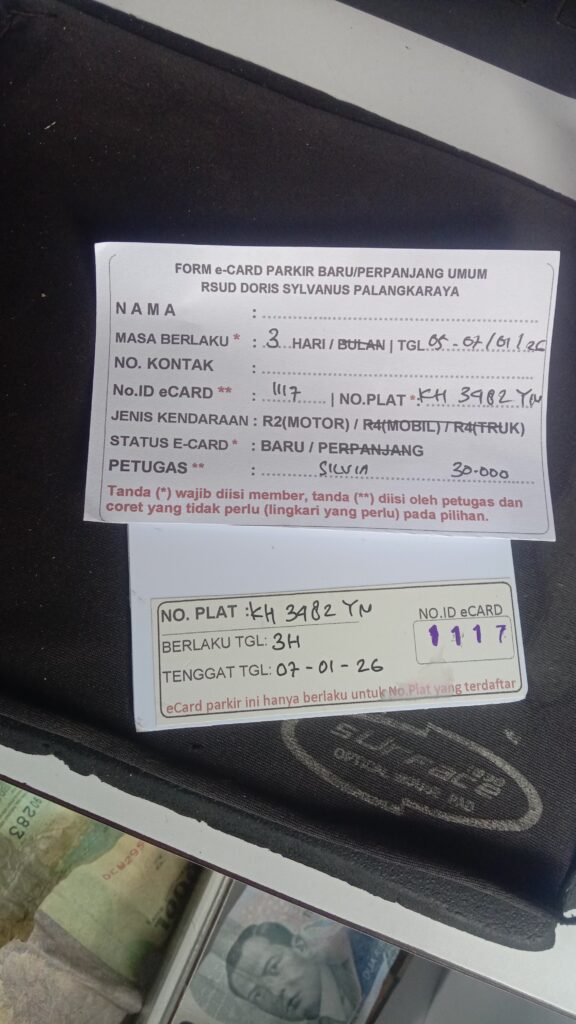 FORM e-CARD PARKIR BARU/PERPANJANG UMUM
RSUD DORIS SYLVANUS PALANGKARAYA
NAMA :
MASA BERLAKU * : 3 HARI / BULAN | TGL. 05 - 07/01/26
NO. KONTAK :
No.ID eCARD ** : 1117 | NO.PLAT *: KH 3482 YN
JENIS KENDARAAN : R2(MOTOR) / R4(MOBIL) / R4(TRUK)
STATUS E-CARD * : BARU / PERPANJANG
PETUGAS ** : SILVIA 30.000
Tanda (*) wajib diisi member, tanda (**) diisi oleh petugas dan
coret yang tidak perlu (lingkari yang perlu) pada pilihan.
NO. PLAT : KH 3482 YN
NO.ID eCARD
1117
BERLAKU TGL: 3H
TENGGAT TGL: 07-01-26
eCard parkir ini hanya berlaku untuk No.Plat yang terdaftar
SURFACE
OPTICAL MOUSE PAD
90283